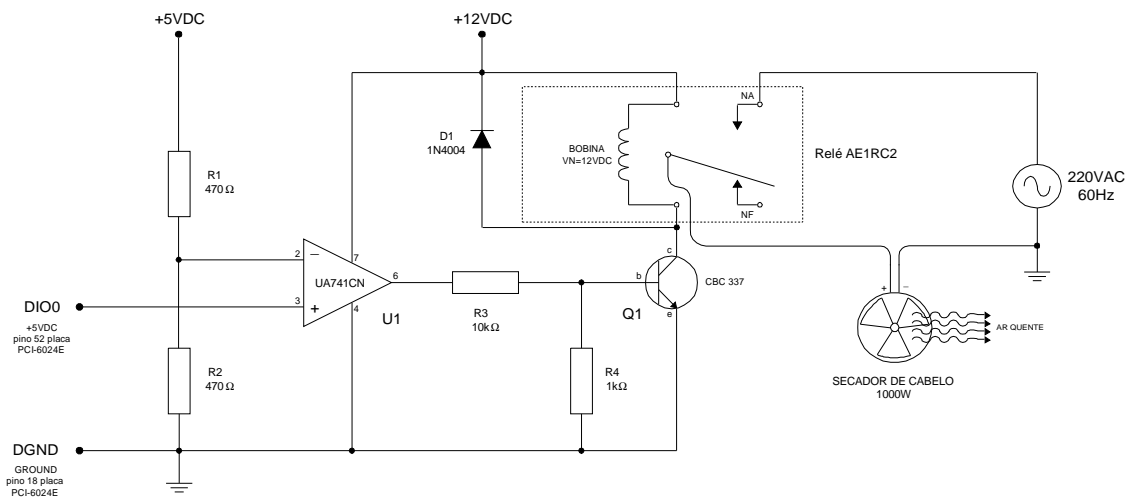 +5VDC
+12VDC
R1
470Ω
D1
1N4004
BOBINA
VN=12VDC
NA
NF
Relé AE1RC2
220VAC
60Hz
2
−
7
UA741CN
3
+
4
6
U1
DIO0
+5VDC
pino 52 placa
PCI-6024E
R3
10kΩ
b
c
e
CBC 337
Q1
+
−
AR QUENTE
SECADOR DE CABELO
1000W
R2
470Ω
R4
1kΩ
DGND
GROUND
pino 18 placa
PCI-6024E